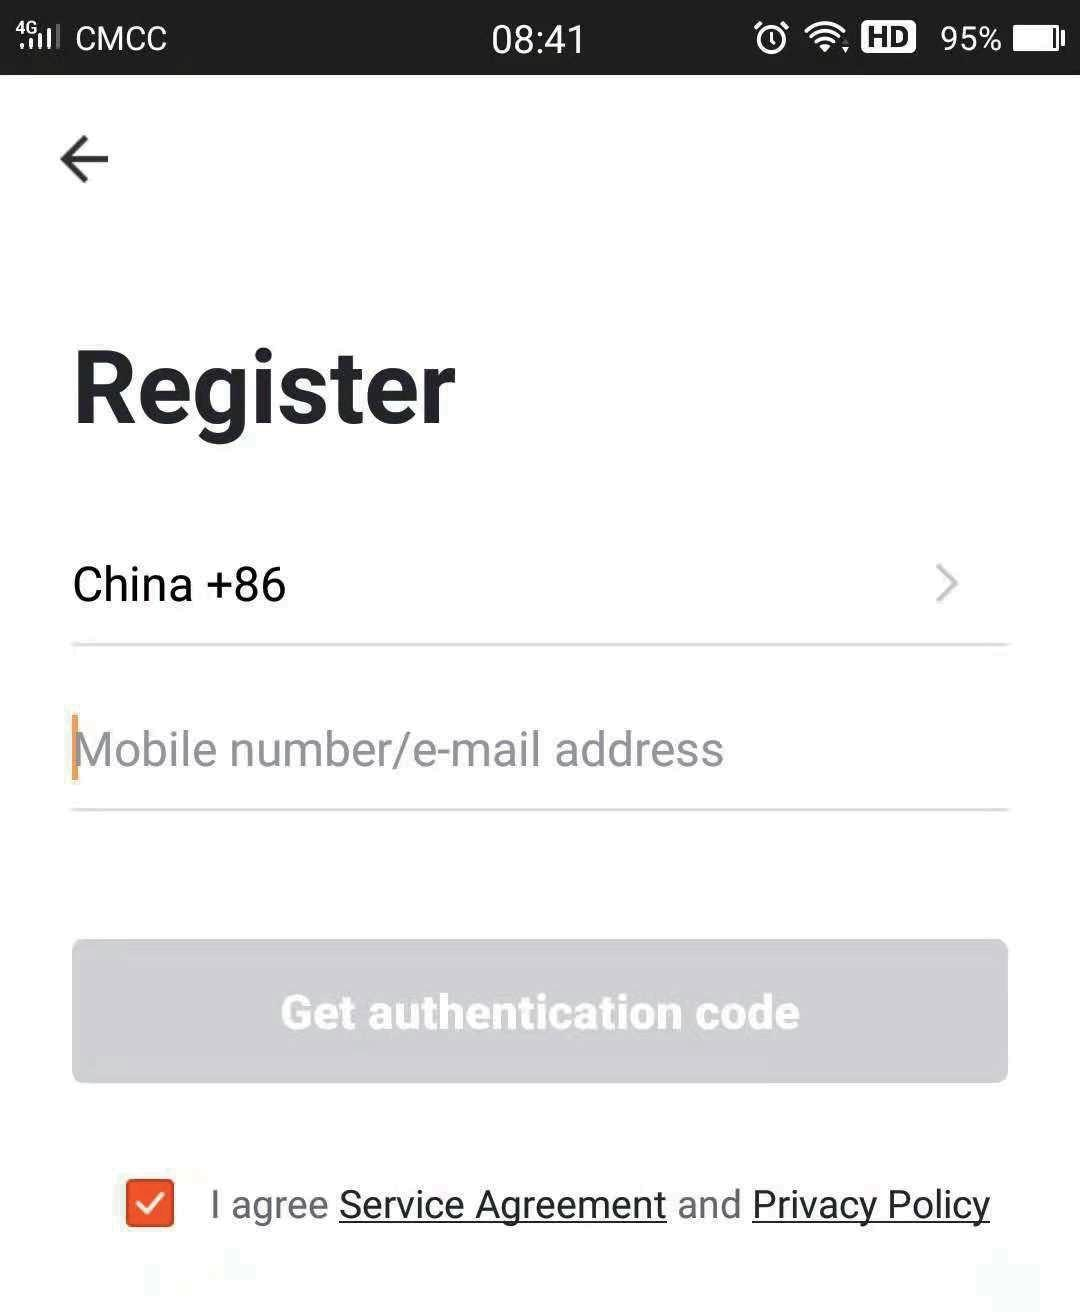 4G CMCC 08:41 HD 95%
Register
China +86
Mobile number/e-mail address
Get authentication code
I agree Service Agreement and Privacy Policy